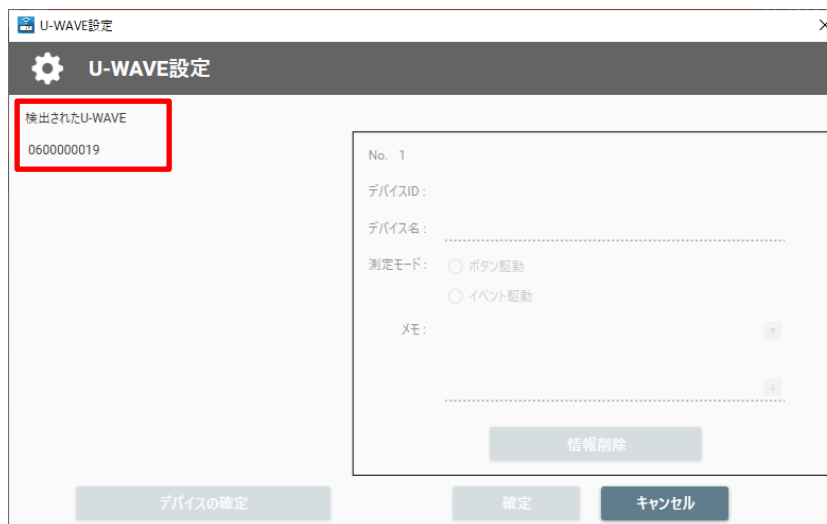 U-WAVE設定
U-WAVE設定
検出されたU-WAVE
0600000019
No. 1
デバイスID :
デバイス名 :
測定モード : ボタン駆動
イベント駆動
メモ :
情報削除
デバイスの確定 確定 キャンセル